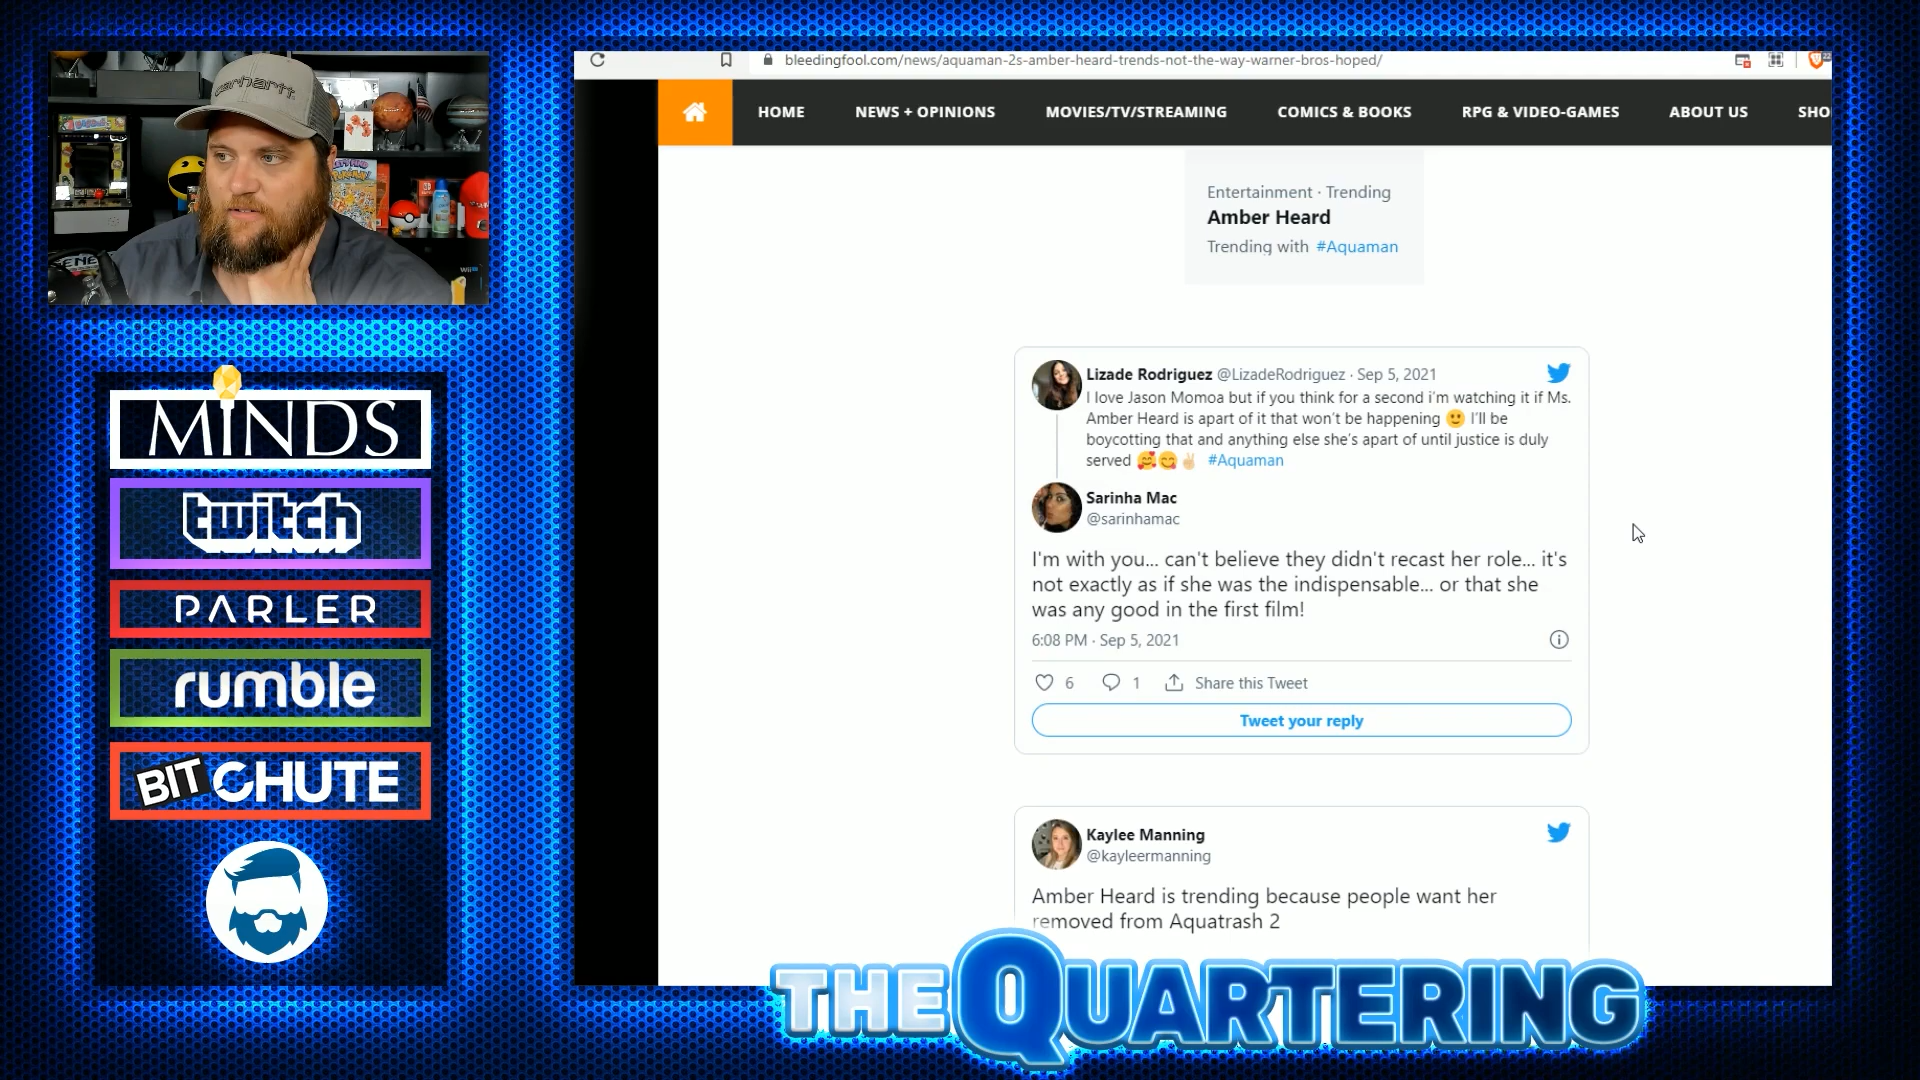 carhartt
GENE
Wii U
MINDS
twitch
PARLER
rumble
BIT CHUTE
bleedingfool.com/news/aquaman-2s-amber-heard-trends-not-the-way-warner-bros-hoped/
HOME NEWS + OPINIONS MOVIES/TV/STREAMING COMICS & BOOKS RPG & VIDEO-GAMES ABOUT US SHO
Entertainment · Trending
Amber Heard
Trending with #Aquaman
Lizade Rodriguez @LizadeRodriguez · Sep 5, 2021
I love Jason Momoa but if you think for a second i'm watching it if Ms.
Amber Heard is apart of it that won't be happening 🙂 I'll be
boycotting that and anything else she's apart of until justice is duly
served 🥰😋✌🏼 #Aquaman
Sarinha Mac
@sarinhamac
I'm with you... can't believe they didn't recast her role... it's
not exactly as if she was the indispensable... or that she
was any good in the first film!
6:08 PM · Sep 5, 2021
6 1 Share this Tweet
Tweet your reply
Kaylee Manning
@kayleermanning
Amber Heard is trending because people want her
removed from Aquatrash 2
THE QUARTERING